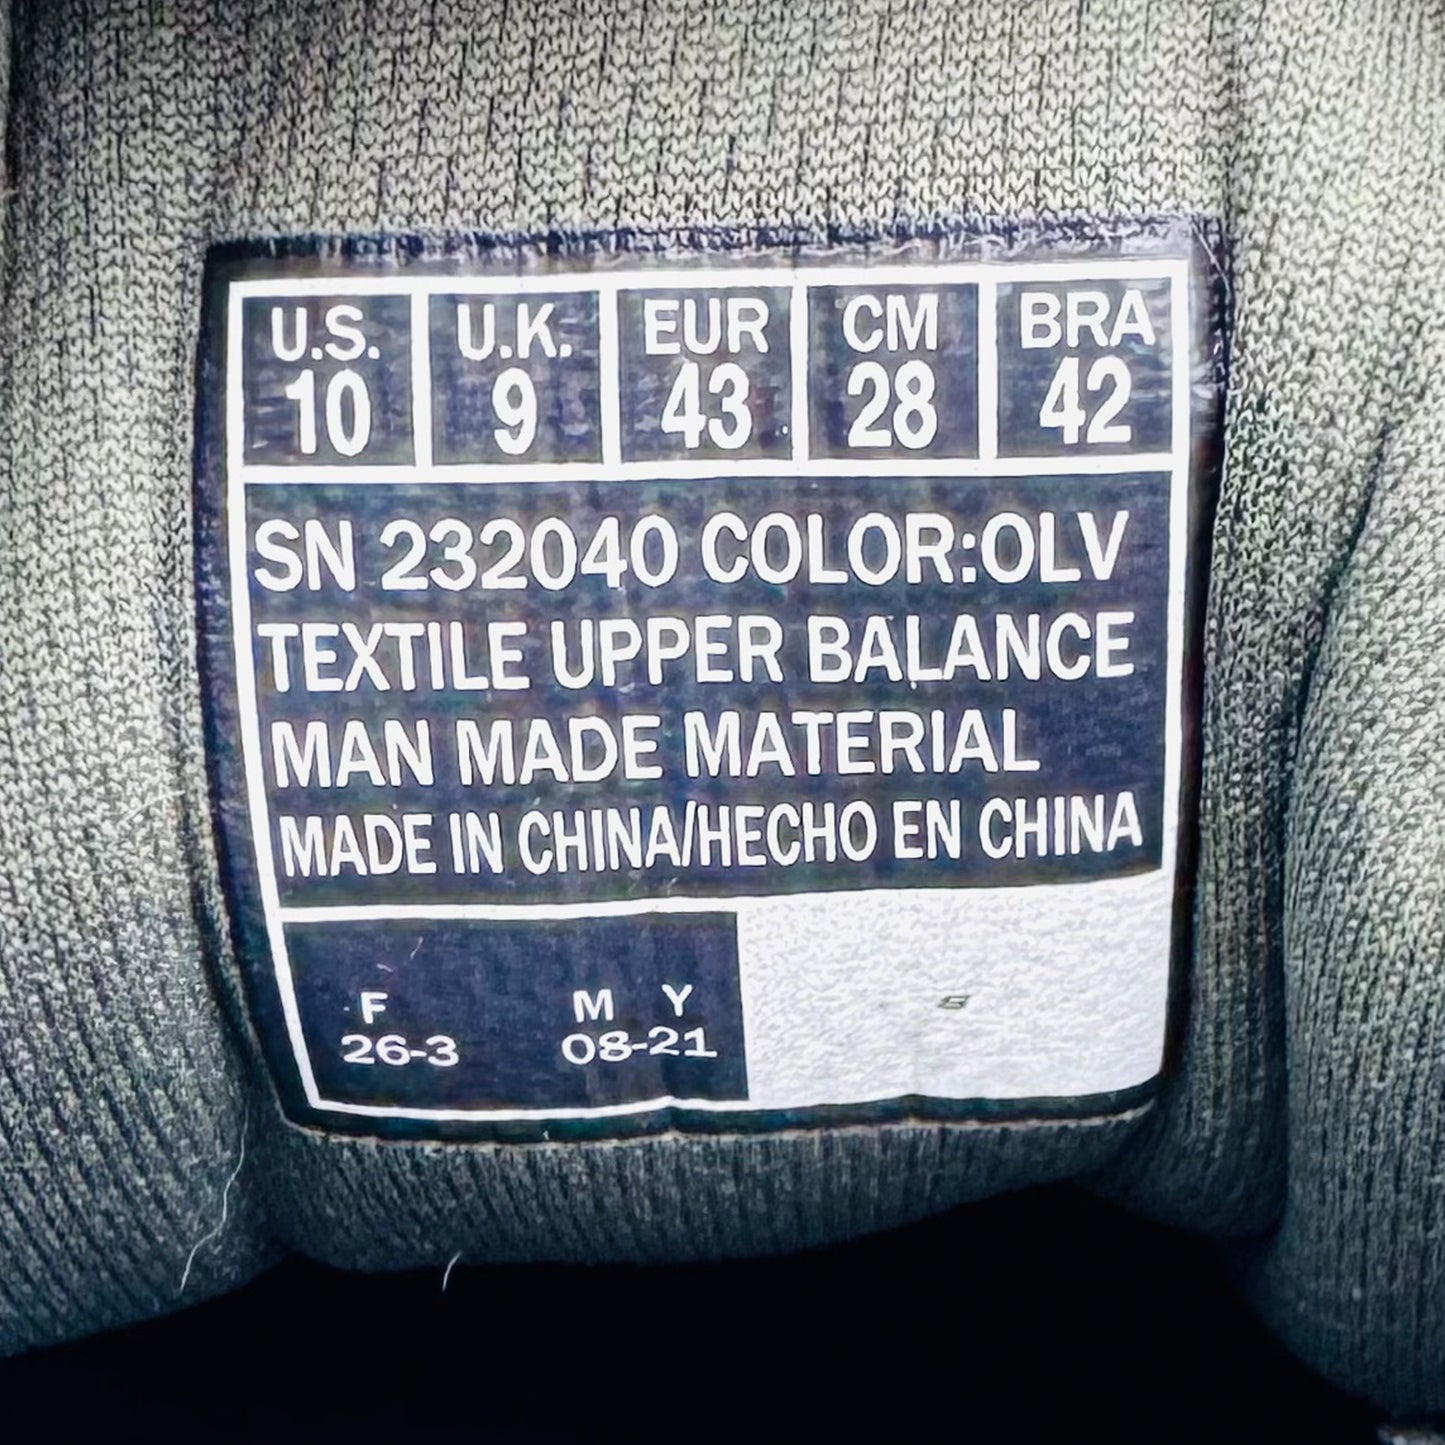 U.S. U.K. EUR CM BRA
10 9 43 28 42
SN 232040 COLOR:OLV
TEXTILE UPPER BALANCE
MAN MADE MATERIAL
MADE IN CHINA/HECHO EN CHINA
F M Y
26-3 08-21